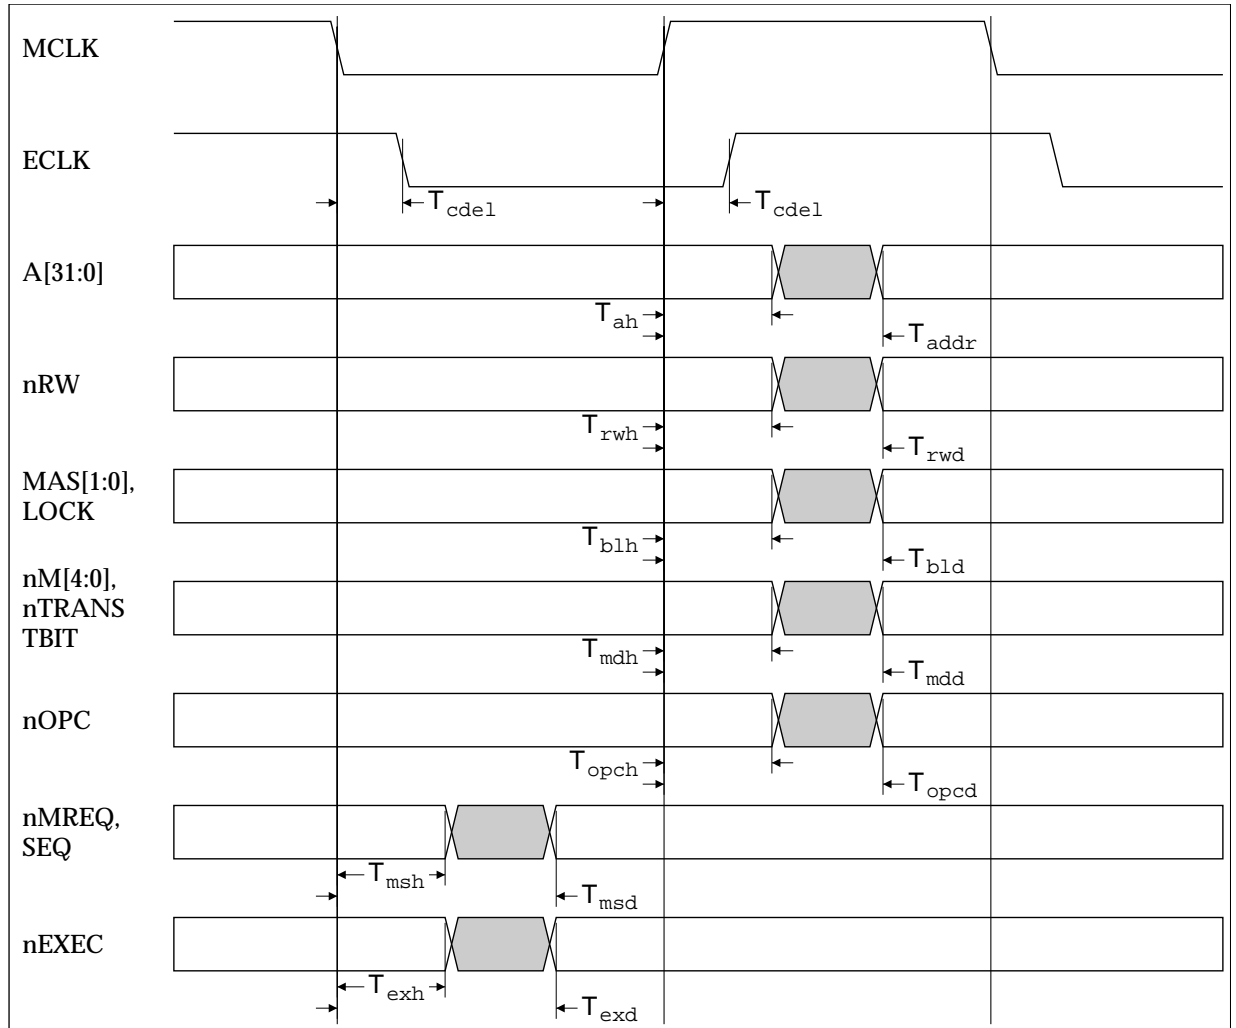 MCLK
ECLK
Tcdel Tcdel
A[31:0]
Tah
Taddr
nRW
Trwh
Trwd
MAS[1:0],
LOCK
Tblh
Tbld
nM[4:0],
nTRANS
TBIT
Tmdh
Tmdd
nOPC
Topch
Topcd
nMREQ,
SEQ
Tmsh
Tmsd
nEXEC
Texh
Texd